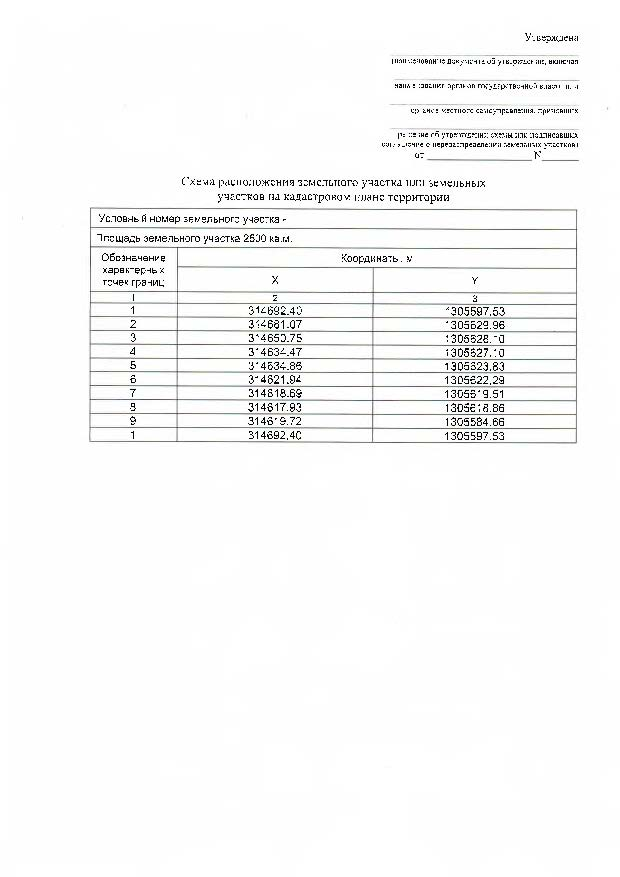 Утверждена
(наименование документа об утверждении, включая
наименования органов государственной власти или
органов местного самоуправления, принявших
решение об утверждении схемы или подписавших
соглашение о перераспределении земельных участков)
от ____________ N ______
Схема расположения земельного участка или земельных
участков на кадастровом плане территории
Условный номер земельного участка -
Площадь земельного участка 2500 кв.м.
Обозначение характерных точек границ Координаты, м
X Y
1 2 3
1 314692.40 1305597.53
2 314681.07 1305629.96
3 314650.75 1305628.10
4 314634.47 1305627.10
5 314634.86 1305623.83
6 314621.94 1305622.29
7 314618.69 1305619.51
8 314617.93 1305618.86
9 314619.72 1305584.66
1 314692.40 1305597.53